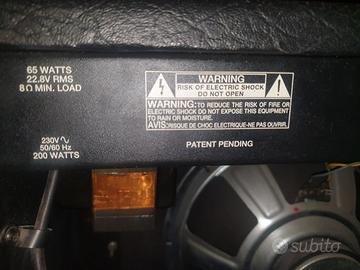 65 WATTS
22.8V RMS
8Ω MIN. LOAD
230V ∿
50/60 Hz
200 WATTS
WARNING
RISK OF ELECTRIC SHOCK
DO NOT OPEN
WARNING: TO REDUCE THE RISK OF FIRE OR
ELECTRIC SHOCK DO NOT EXPOSE THIS EQUIPMENT
TO RAIN OR MOISTURE.
AVIS: RISQUE DE CHOC ELECTRIQUE-NE PAS OUVRIR
PATENT PENDING
subito